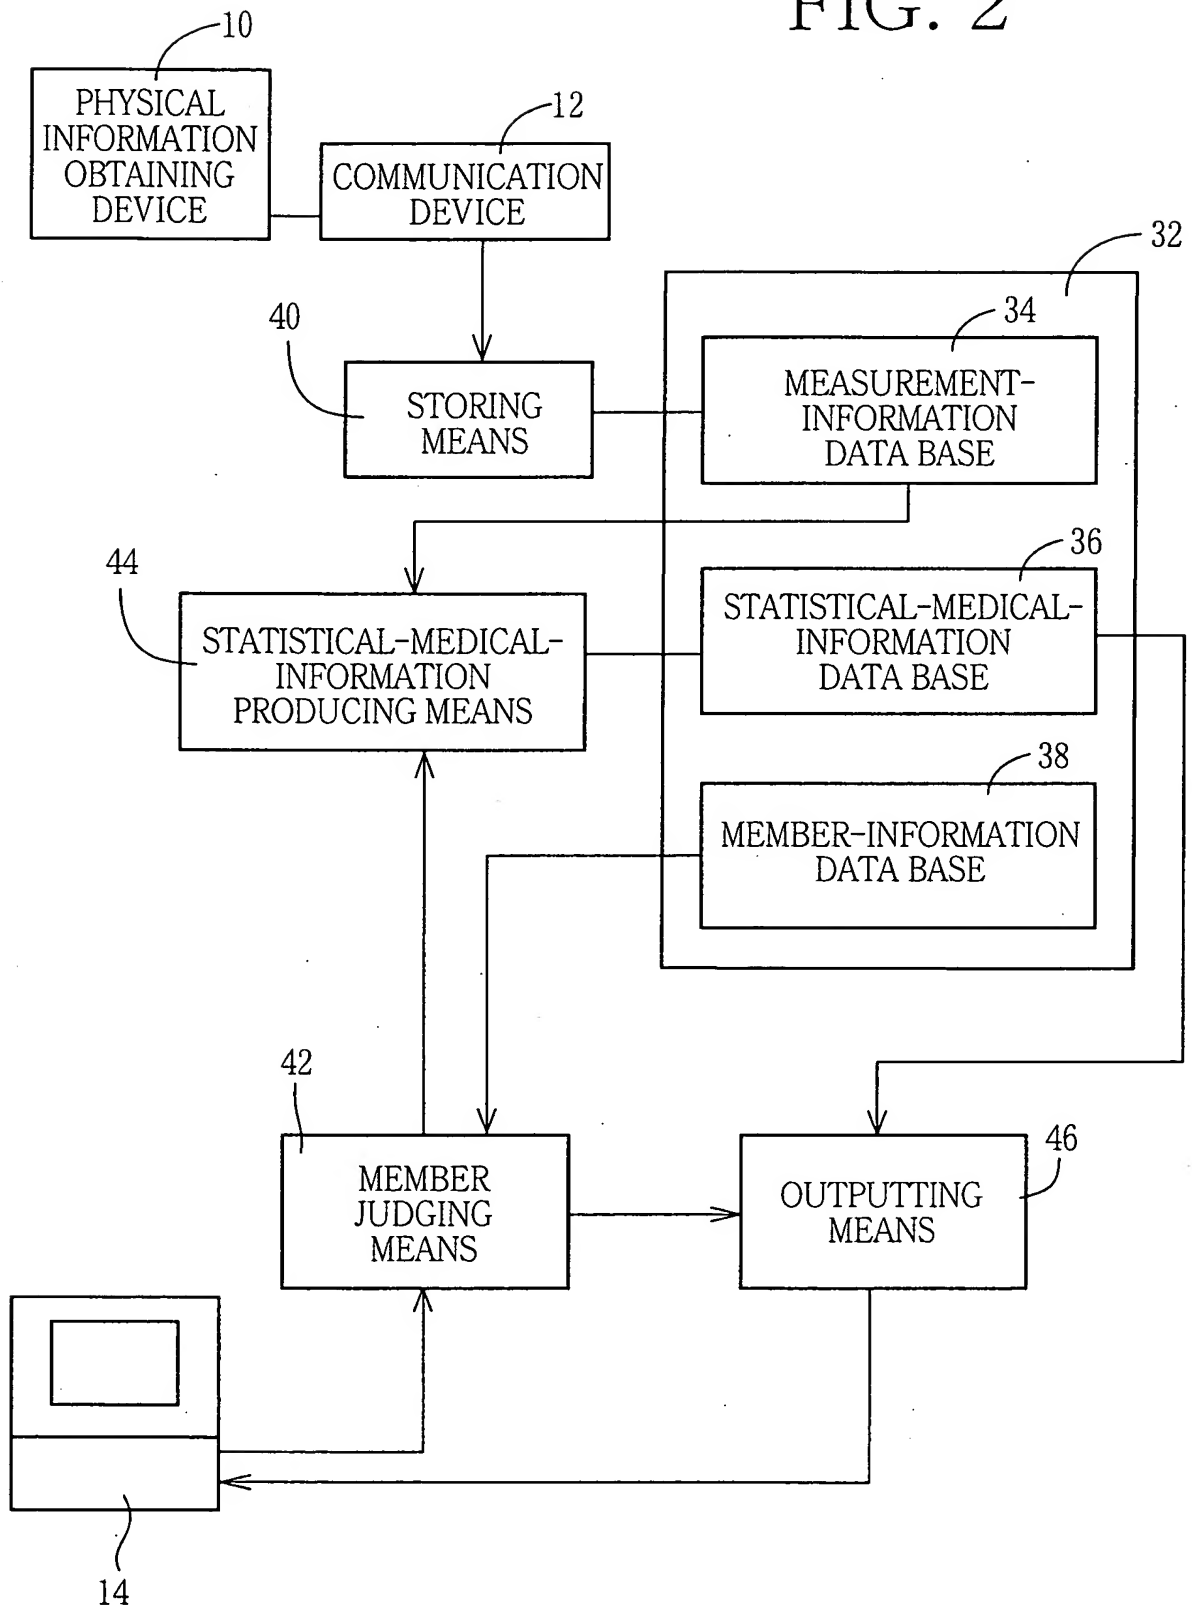 FIG. 2
10
PHYSICAL
INFORMATION
OBTAINING
DEVICE
12
COMMUNICATION
DEVICE
32
40
STORING
MEANS
34
MEASUREMENT-
INFORMATION
DATA BASE
44
STATISTICAL-MEDICAL-
INFORMATION
PRODUCING MEANS
36
STATISTICAL-MEDICAL-
INFORMATION
DATA BASE
38
MEMBER-INFORMATION
DATA BASE
42
MEMBER
JUDGING
MEANS
46
OUTPUTTING
MEANS
14